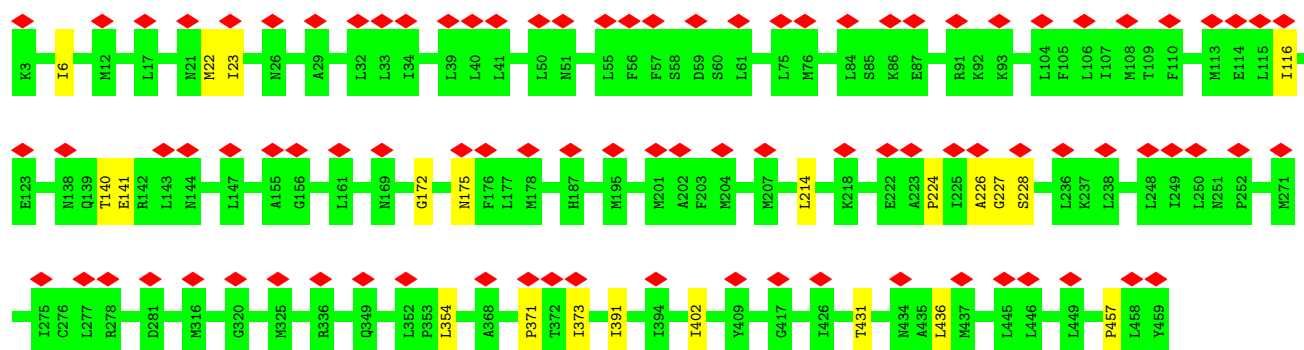 K3 I6 M12 L17 N21 M22 I23 N26 A29 L32 L33 I34 L39 L40 L41 L50 N51 L55 F56 F57 S58 D59 S60 L61 L75 M76 L84 S85 K86 E87 R91 K92 K93 L104 F105 L106 I107 M108 T109 F110 M113 E114 L115 I116
E123 N138 Q139 T140 E141 R142 L143 N144 L147 A155 G156 L161 N169 G172 N175 F176 L177 M178 H187 M195 M201 A202 F203 M204 M207 L214 K218 E222 A223 P224 I225 A226 G227 S228 L236 K237 L238 L248 I249 L250 N251 P252 M271
I275 C276 L277 R278 D281 M316 G320 M325 R336 Q349 L352 P353 L354 A368 P371 T372 I373 I391 I394 I402 Y409 G417 I426 T431 N434 A435 L436 M437 L445 L446 L449 P457 L458 Y459